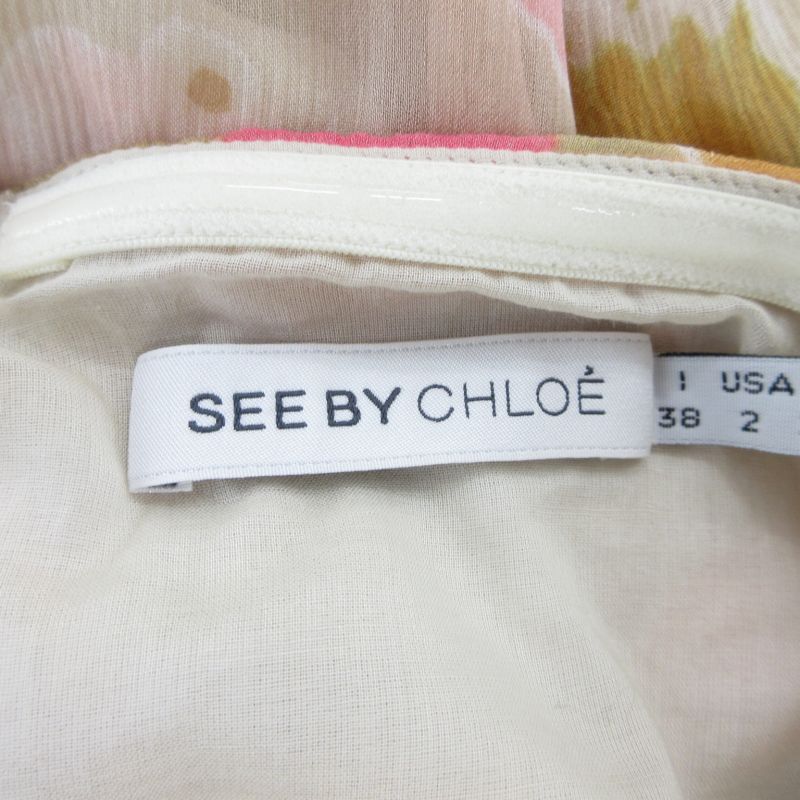 SEE BY CHLOÉ
I USA
38 2